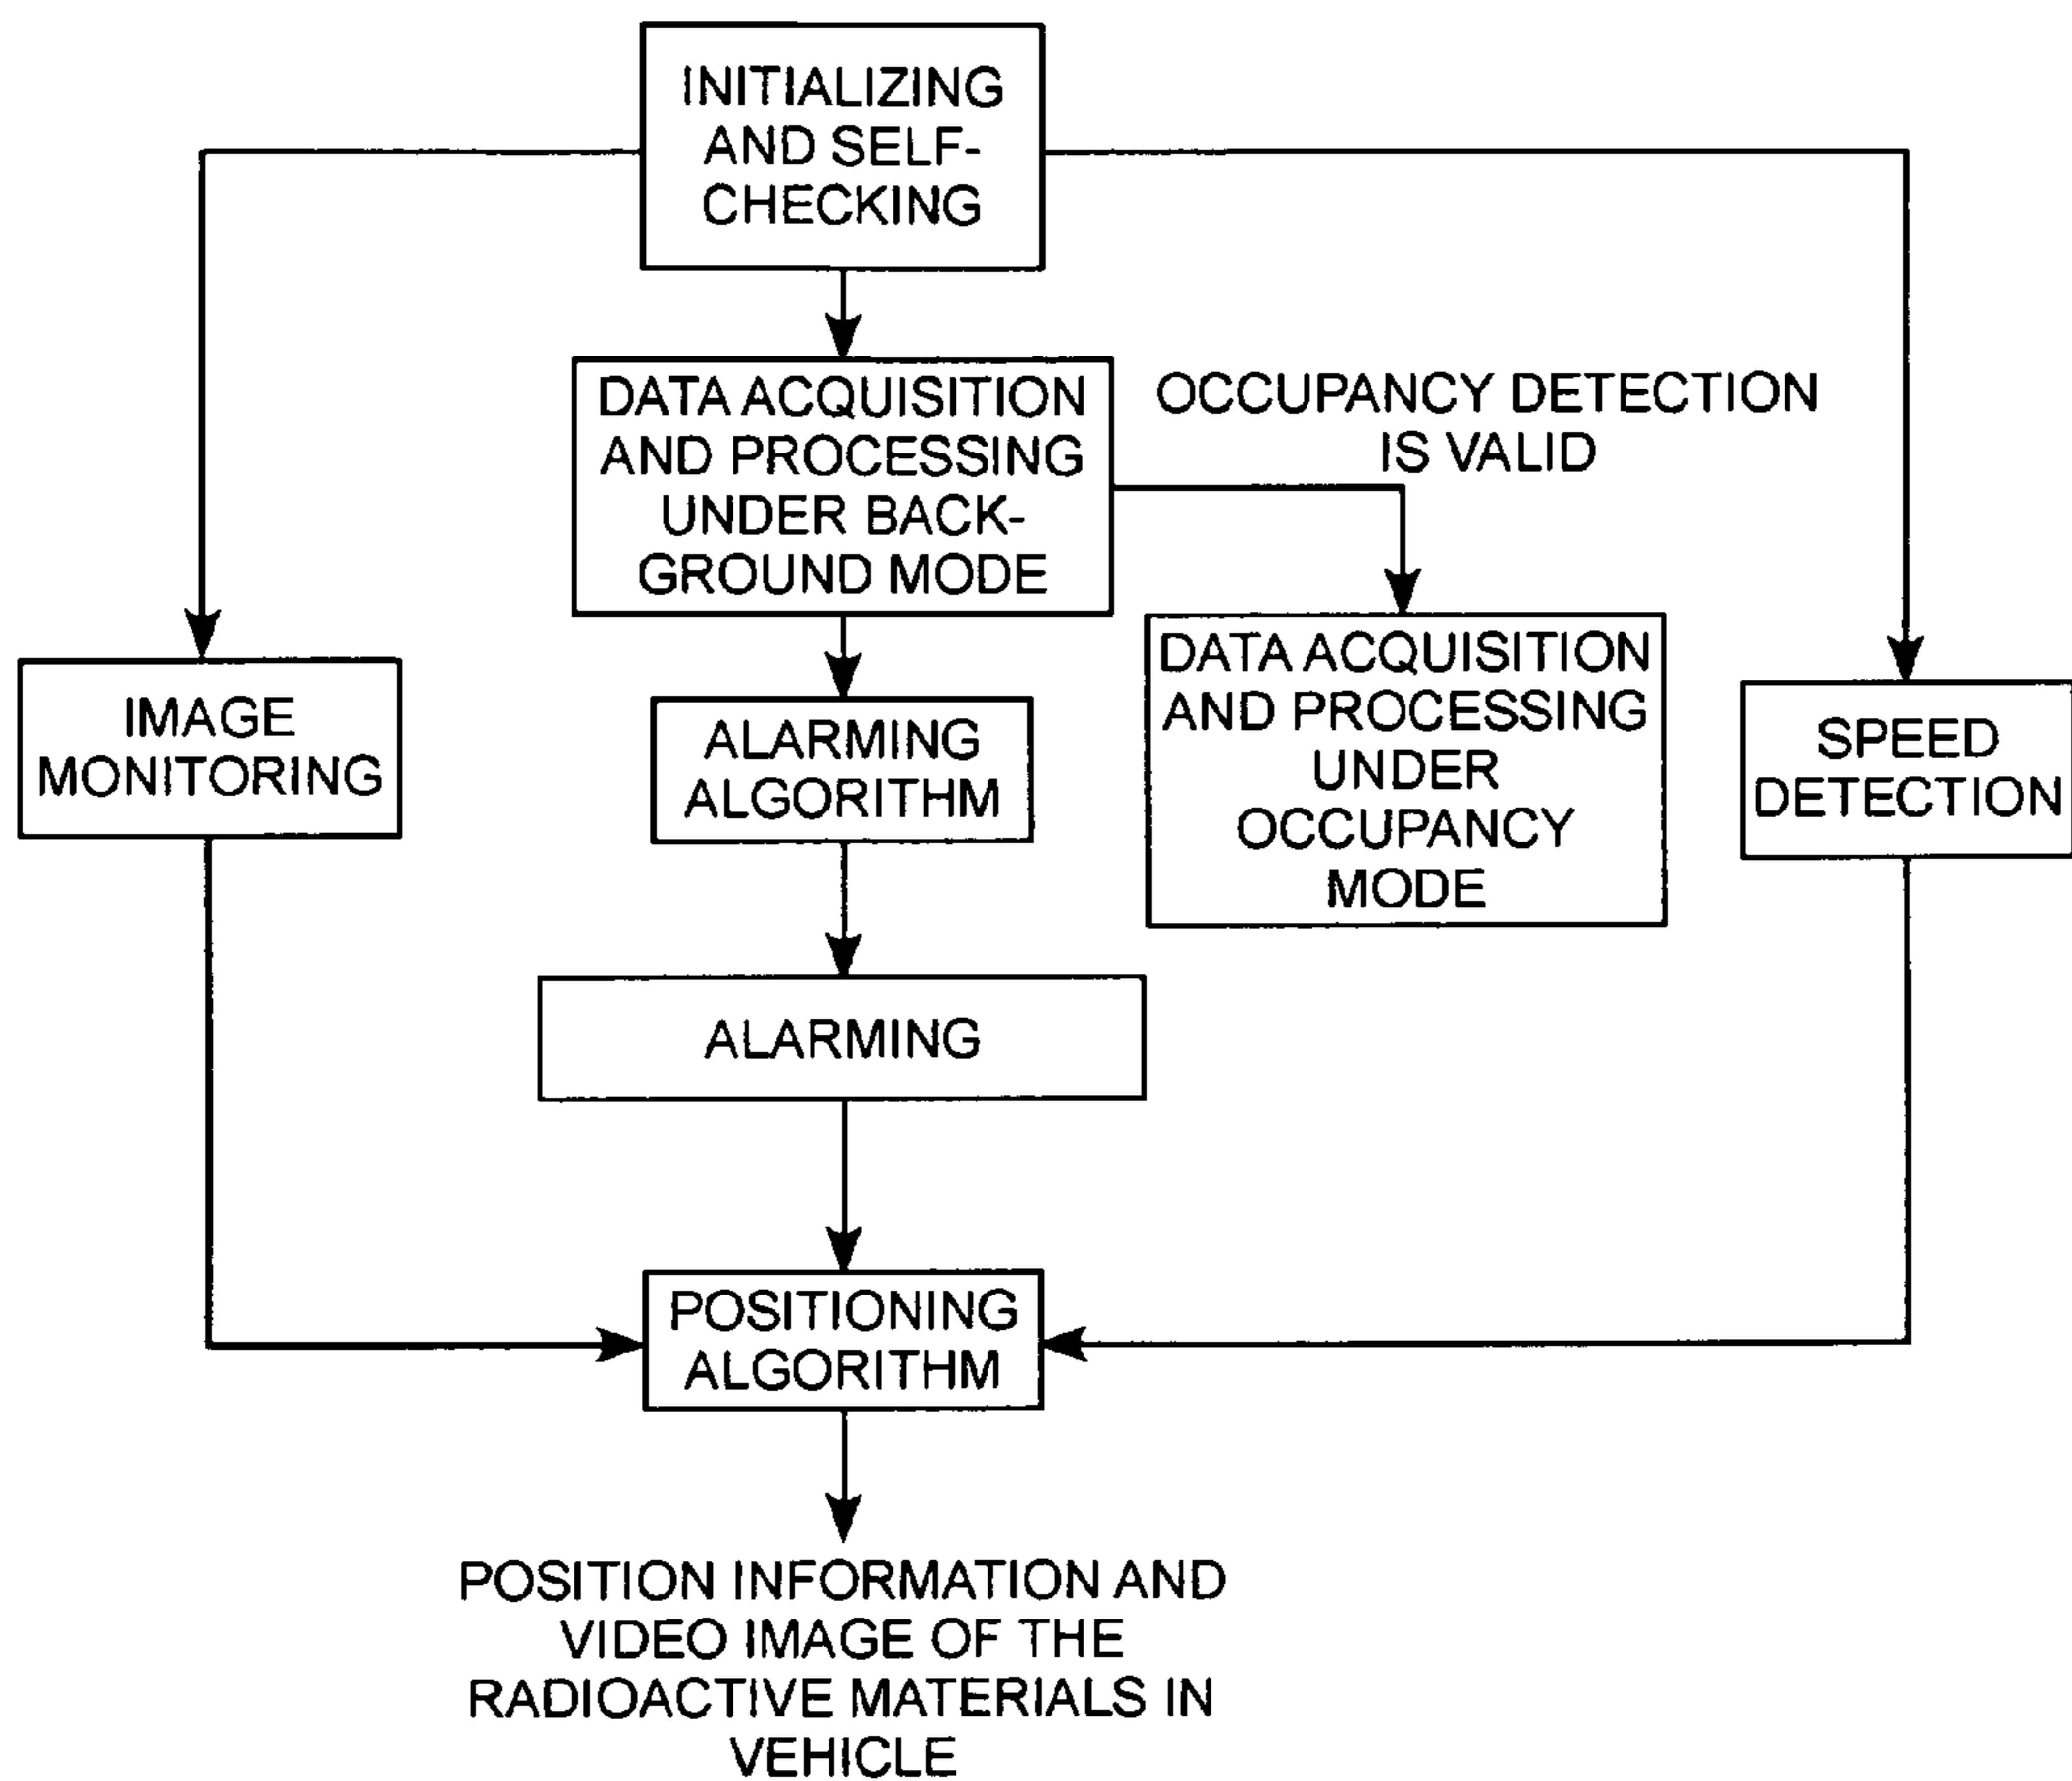 INITIALIZING
AND SELF-
CHECKING
DATA ACQUISITION
AND PROCESSING
UNDER BACK-
GROUND MODE
OCCUPANCY DETECTION
IS VALID
IMAGE
MONITORING
ALARMING
ALGORITHM
DATA ACQUISITION
AND PROCESSING
UNDER
OCCUPANCY
MODE
SPEED
DETECTION
ALARMING
POSITIONING
ALGORITHM
POSITION INFORMATION AND
VIDEO IMAGE OF THE
RADIOACTIVE MATERIALS IN
VEHICLE